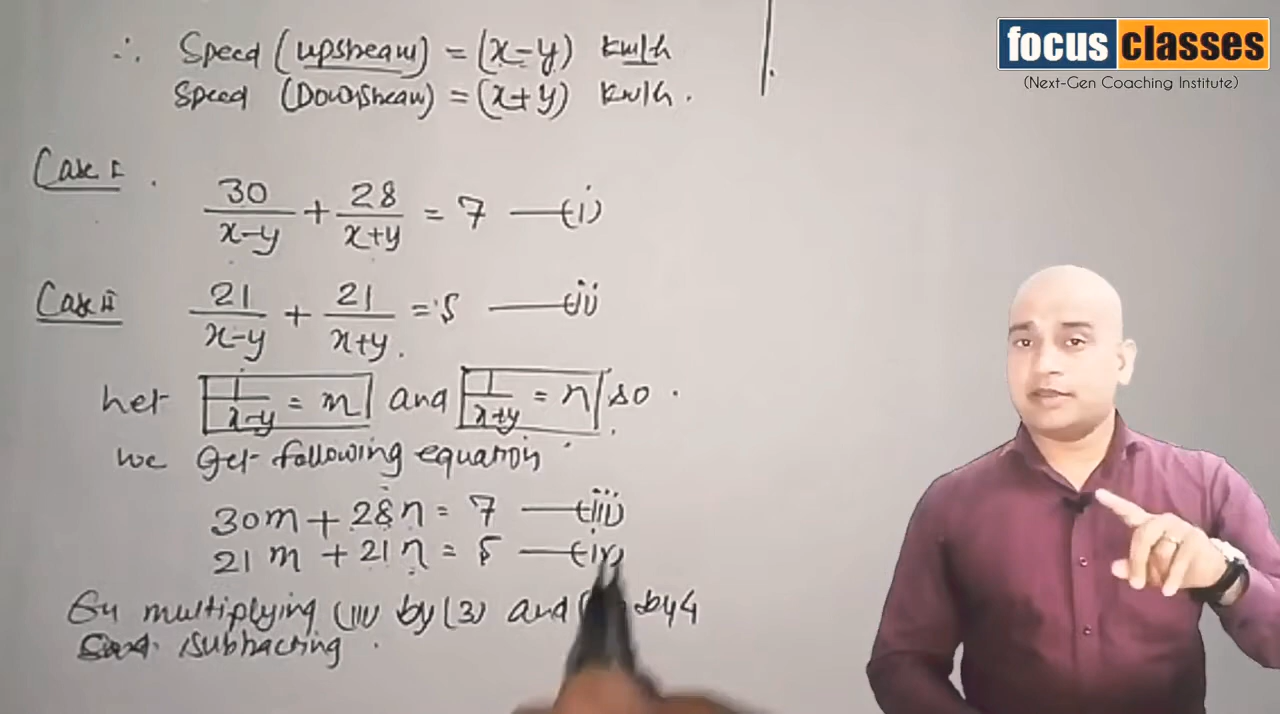 ∴ Speed (upstream) = (x-y) km/h
Speed (Downstream) = (x+y) km/h.
focus classes
(Next-Gen Coaching Institute)
Case I.
30/(x-y) + 28/(x+y) = 7 —(i)
Case II
21/(x-y) + 21/(x+y) = 5 —(ii)
Let 1/(x-y) = m and 1/(x+y) = n so
we get following equation
30m + 28n = 7 —(iii)
21m + 21n = 5 —(iv)
multiplying (iii) by (3) and by 4
subtracting